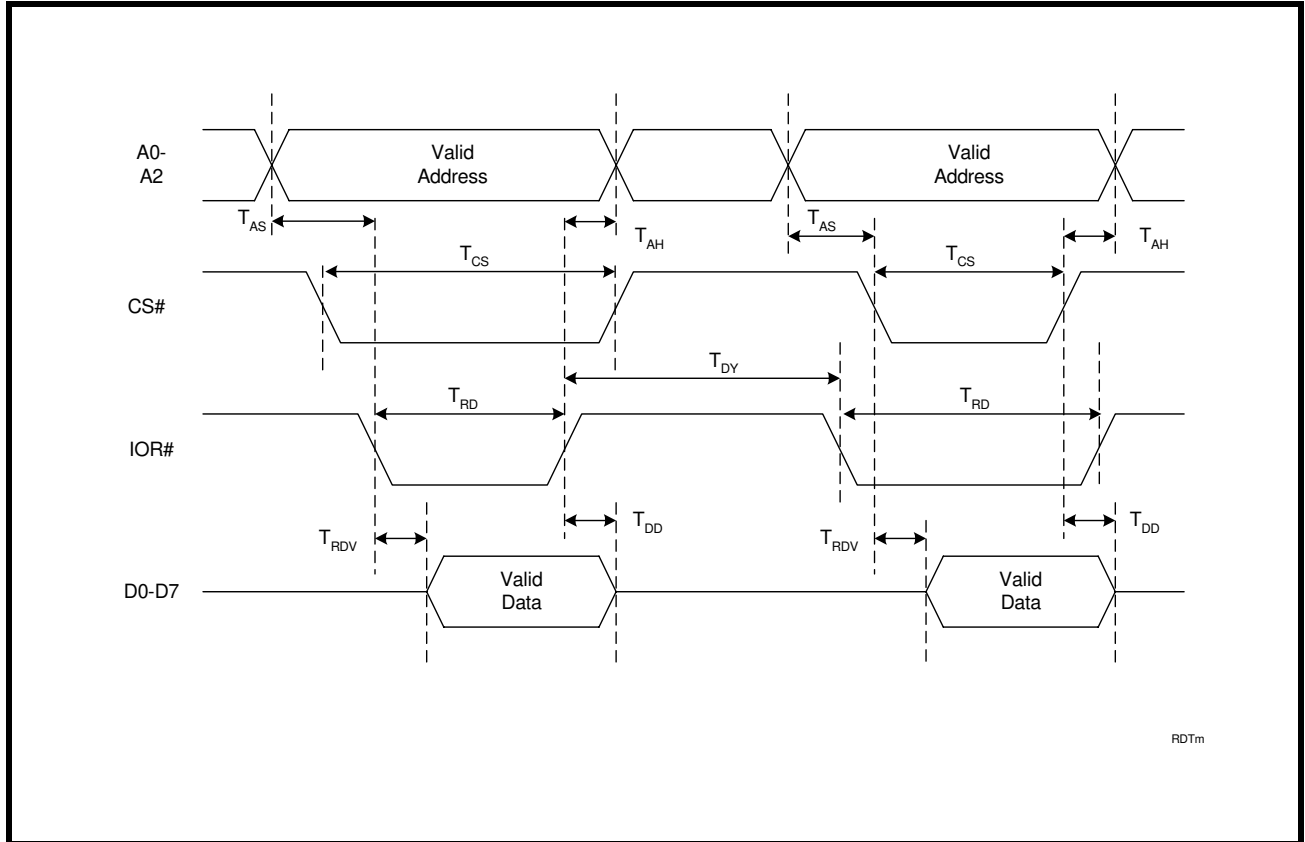 A0-
A2
Valid
Address
Valid
Address
TAS
TAH
TAS
TAH
CS#
TCS
TCS
TDY
IOR#
TRD
TRD
TRDV
TDD
TRDV
TDD
D0-D7
Valid
Data
Valid
Data
RDTm